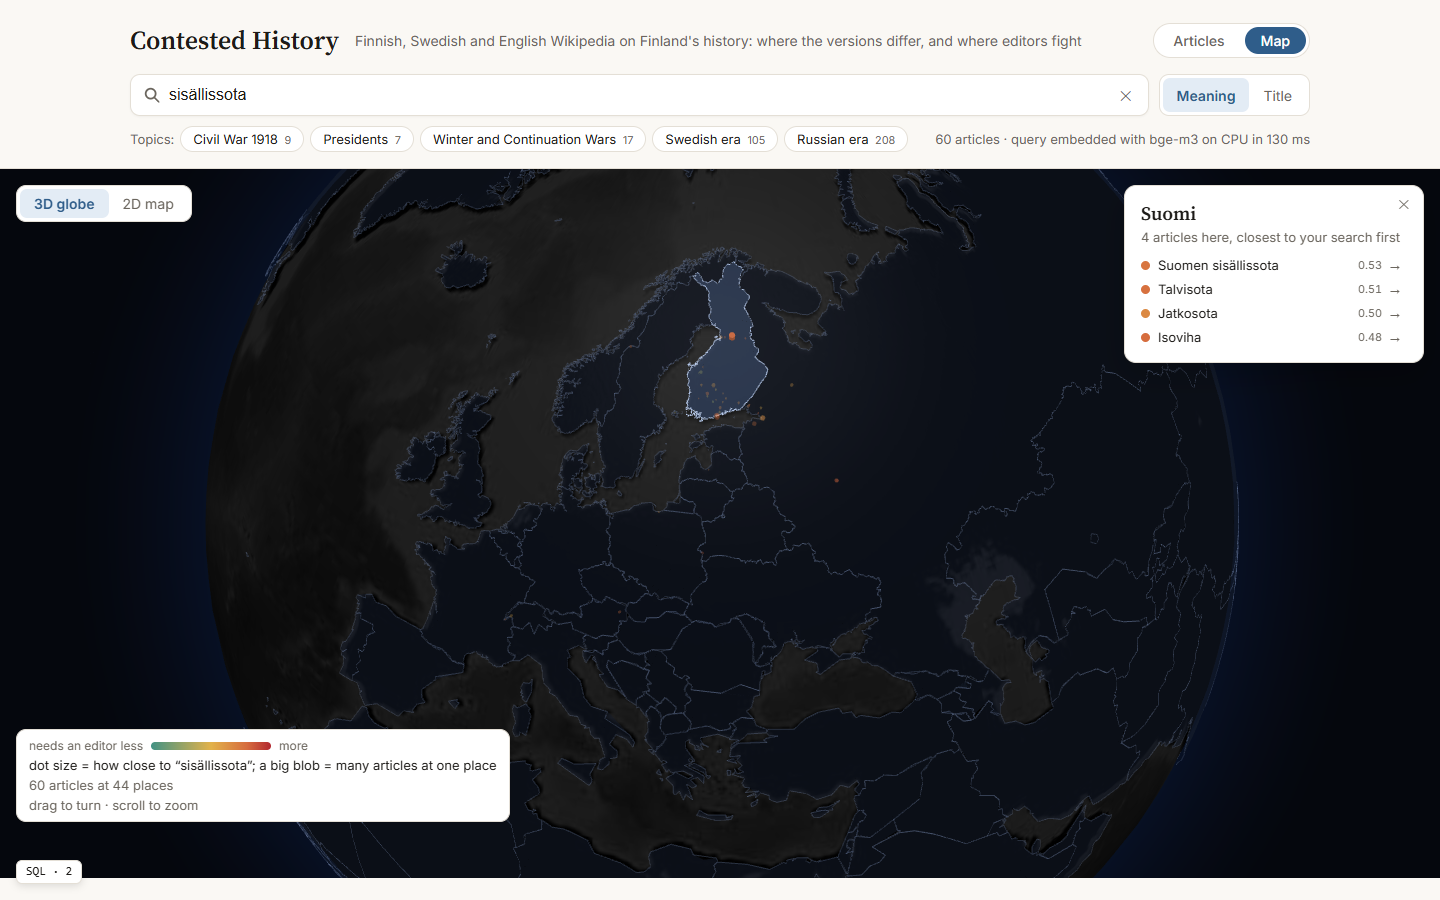 Contested History
Finnish, Swedish and English Wikipedia on Finland's history: where the versions differ, and where editors fight
Articles
Map
sisällissota
Meaning
Title
Topics:
Civil War 1918 9
Presidents 7
Winter and Continuation Wars 17
Swedish era 105
Russian era 208
60 articles · query embedded with bge-m3 on CPU in 130 ms
3D globe
2D map
Suomi
4 articles here, closest to your search first
Suomen sisällissota 0.53 →
Talvisota 0.51 →
Jatkosota 0.50 →
Isoviha 0.48 →
needs an editor less more
dot size = how close to “sisällissota”; a big blob = many articles at one place
60 articles at 44 places
drag to turn · scroll to zoom
SQL · 2